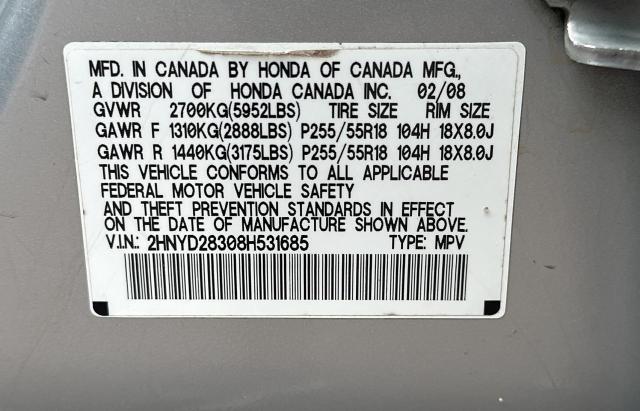 MFD. IN CANADA BY HONDA OF CANADA MFG.,
A DIVISION OF HONDA CANADA INC. 02/08
GVWR 2700KG(5952LBS) TIRE SIZE RIM SIZE
GAWR F 1310KG(2888LBS) P255/55R18 104H 18X8.0J
GAWR R 1440KG(3175LBS) P255/55R18 104H 18X8.0J
THIS VEHICLE CONFORMS TO ALL APPLICABLE
FEDERAL MOTOR VEHICLE SAFETY
AND THEFT PREVENTION STANDARDS IN EFFECT
ON THE DATE OF MANUFACTURE SHOWN ABOVE.
V.I.N.: 2HNYD28308H531685 TYPE: MPV